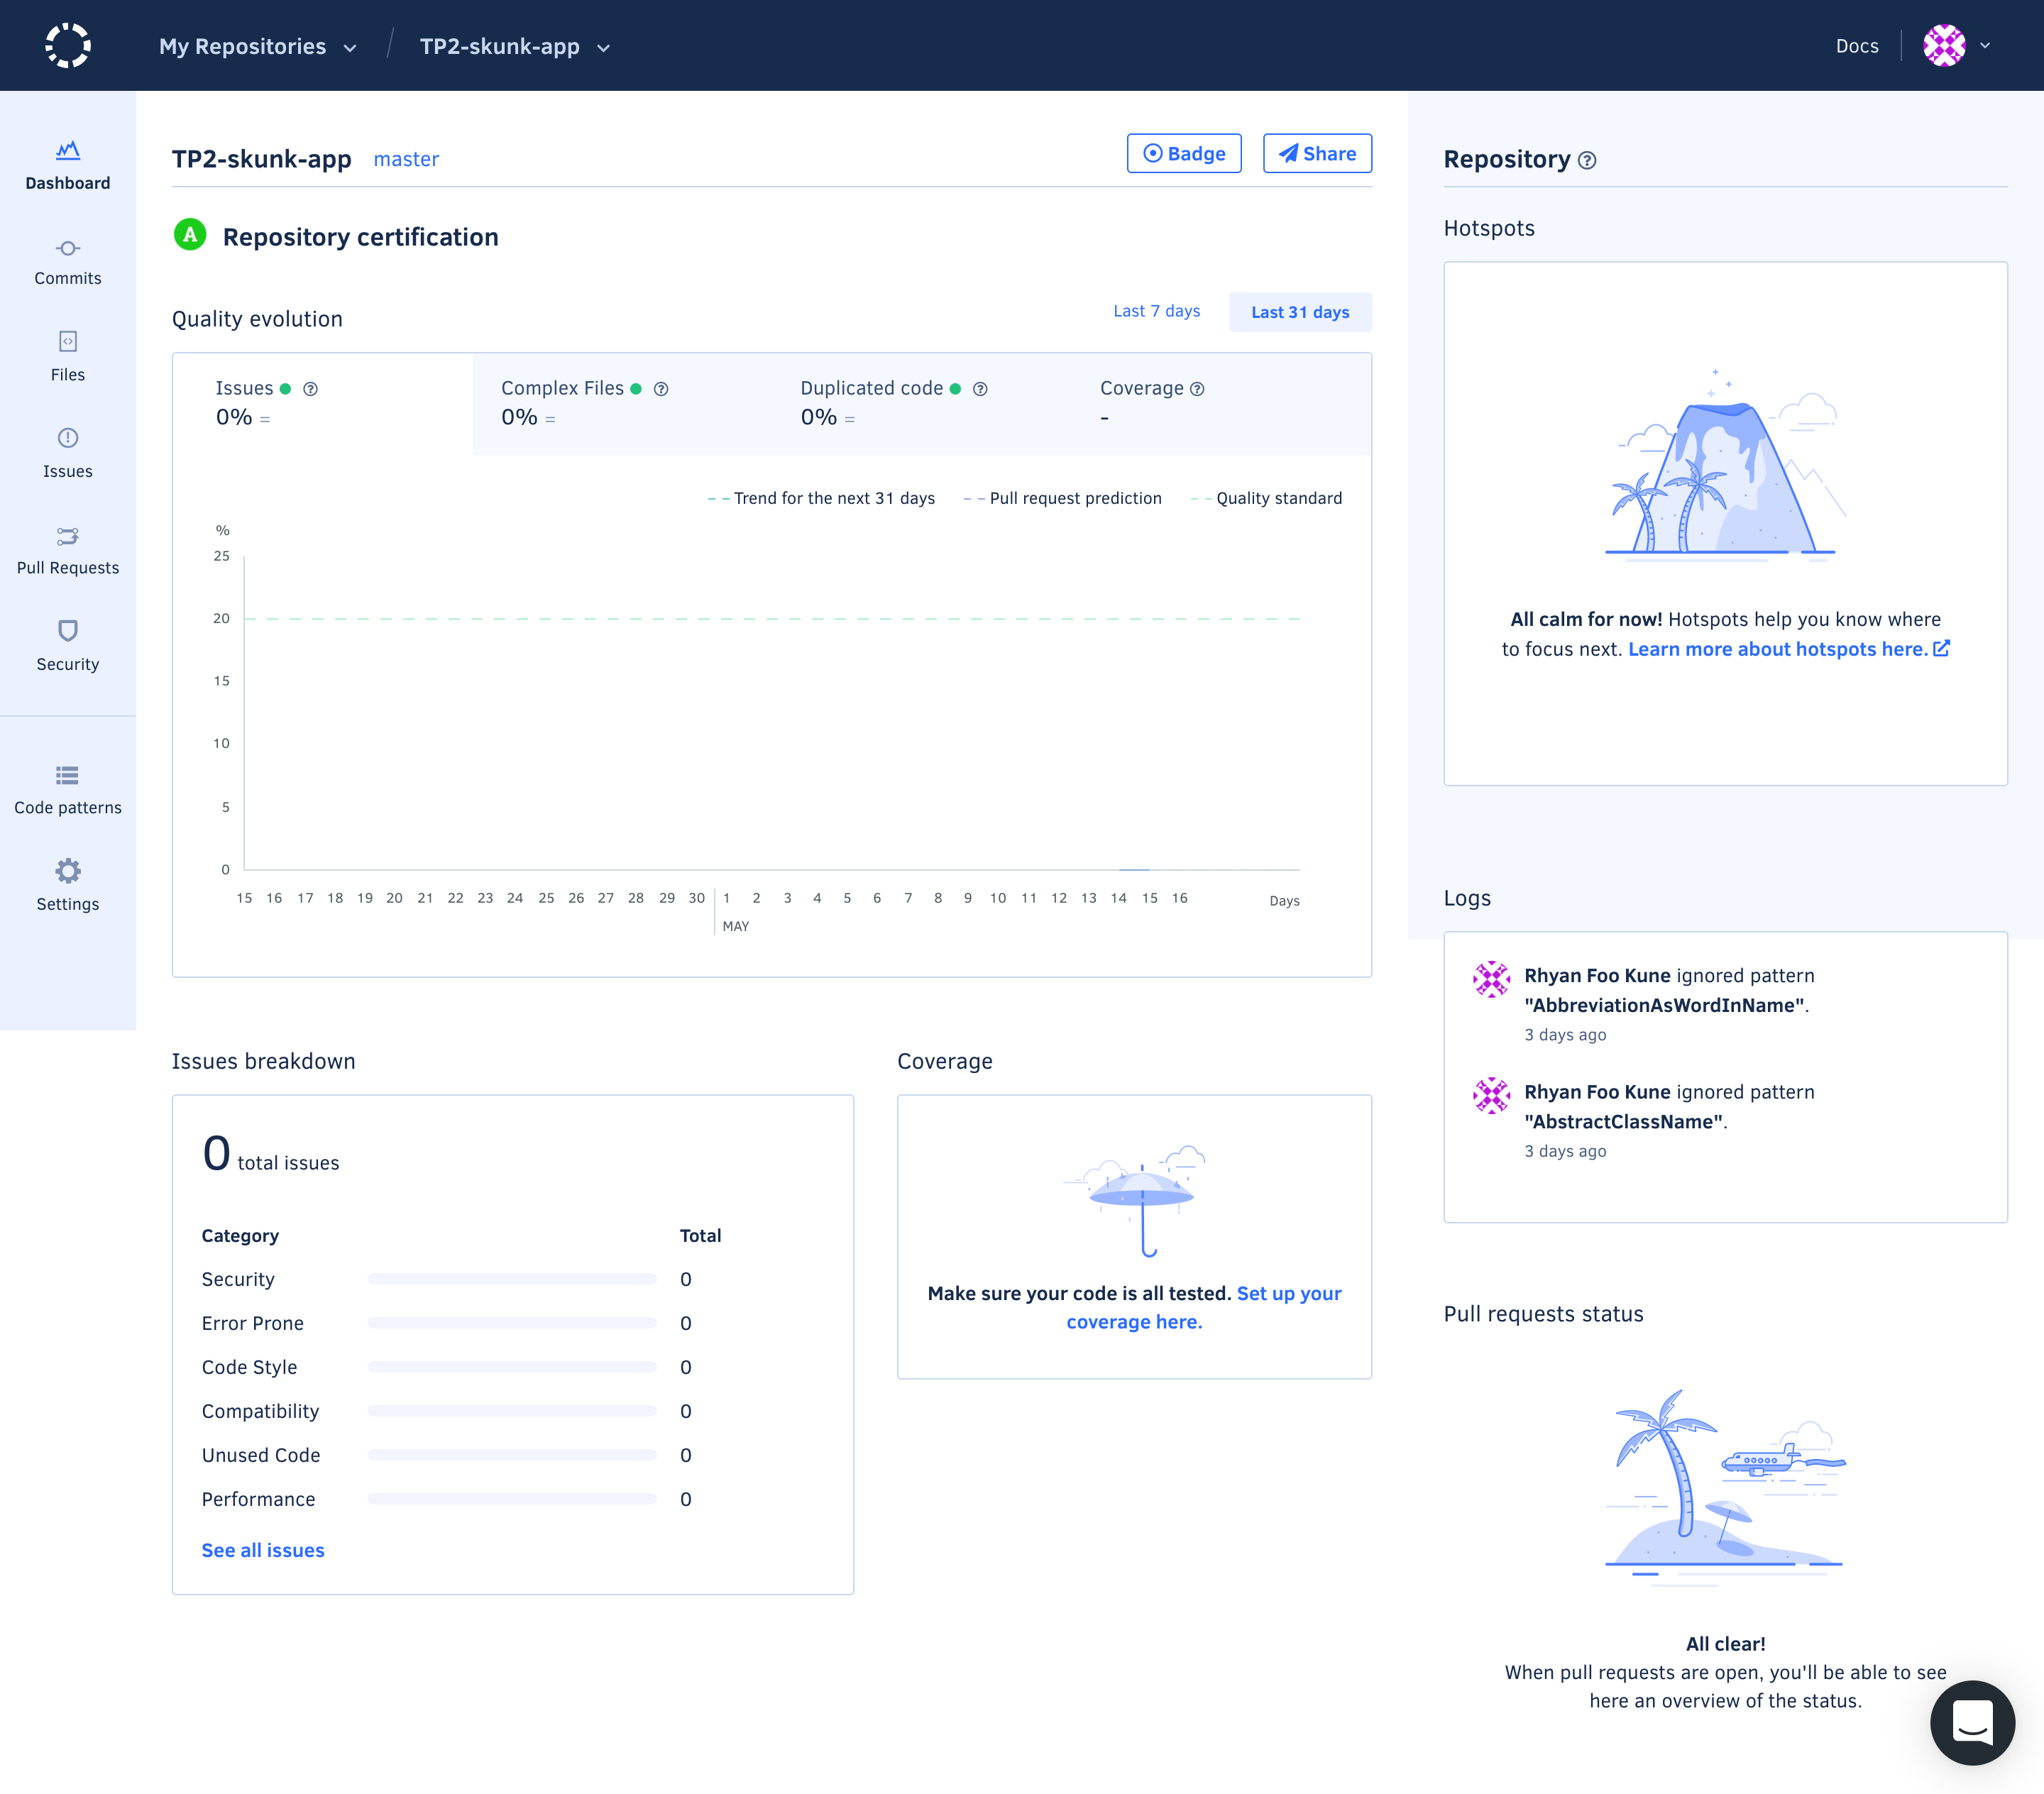 My Repositories / TP2-skunk-app
Docs
Dashboard
Commits
Files
Issues
Pull Requests
Security
Code patterns
Settings
TP2-skunk-app master
Badge
Share
A Repository certification
Quality evolution
Last 7 days
Last 31 days
Issues
0% =
Complex Files
0% =
Duplicated code
0% =
Coverage
-
Trend for the next 31 days
Pull request prediction
Quality standard
%
25
20
15
10
5
0
15 16 17 18 19 20 21 22 23 24 25 26 27 28 29 30 1 2 3 4 5 6 7 8 9 10 11 12 13 14 15 16 Days
MAY
Issues breakdown
0 total issues
Category Total
Security 0
Error Prone 0
Code Style 0
Compatibility 0
Unused Code 0
Performance 0
See all issues
Coverage
Make sure your code is all tested. Set up your
coverage here.
Repository
Hotspots
All calm for now! Hotspots help you know where
to focus next. Learn more about hotspots here.
Logs
Rhyan Foo Kune ignored pattern
"AbbreviationAsWordInName".
3 days ago
Rhyan Foo Kune ignored pattern
"AbstractClassName".
3 days ago
Pull requests status
All clear!
When pull requests are open, you'll be able to see
here an overview of the status.